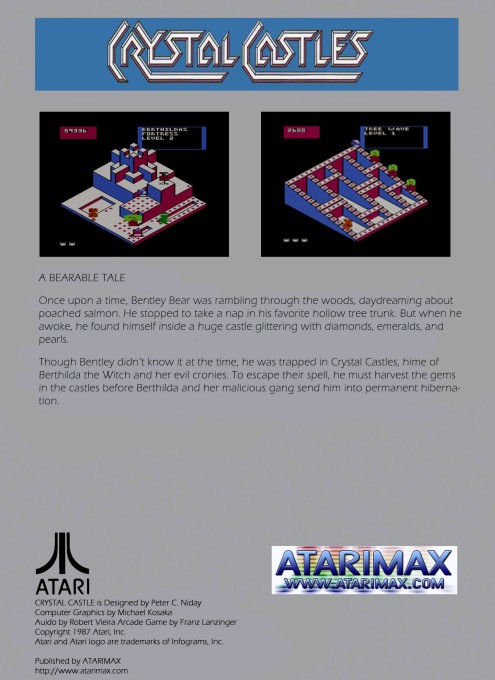 CRYSTAL CASTLES
59336
BERTHILDAS
FORTRESS
LEVEL 2
2600
TREE WAVE
LEVEL 1
A BEARABLE TALE
Once upon a time, Bentley Bear was rambling through the woods, daydreaming about
poached salmon. He stopped to take a nap in his favorite hollow tree trunk. But when he
awoke, he found himself inside a huge castle glittering with diamonds, emeralds, and
pearls.
Though Bentley didn't know it at the time, he was trapped in Crystal Castles, hime of
Berthilda the Witch and her evil cronies. To escape their spell, he must harvest the gems
in the castles before Berthilda and her malicious gang send him into permanent hiberna-
tion.
ATARI
ATARIMAX
WWW.ATARIMAX.COM
CRYSTAL CASTLE is Designed by Peter C. Niday
Computer Graphics by Michael Kosaka
Auido by Robert Vieira Arcade Game by Franz Lanzinger
Copyright 1987 Atari, Inc.
Atari and Atari logo are trademarks of Infograms, Inc.
Published by ATARIMAX
http://www.atarimax.com